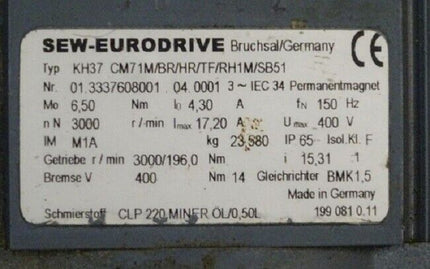 SEW-EURODRIVE Bruchsal/Germany CE
Typ KH37 CM71M/BR/HR/TF/RH1M/SB51
Nr. 01.3337608001 . 04.0001 3~ IEC 34 Permanentmagnet
Mo 6,50 Nm I₀ 4,30 A fN 150 Hz
n N 3000 r/min Imax 17,20 A Umax 400 V
IM M1A kg 23,580 IP 65 Isol.Kl. F
Getriebe r/min 3000/196,0 Nm i 15,31 :1
Bremse V 400 Nm 14 Gleichrichter BMK1,5
Made in Germany
Schmierstoff CLP 220 MINER.ÖL/0,50L 199 081 0.11